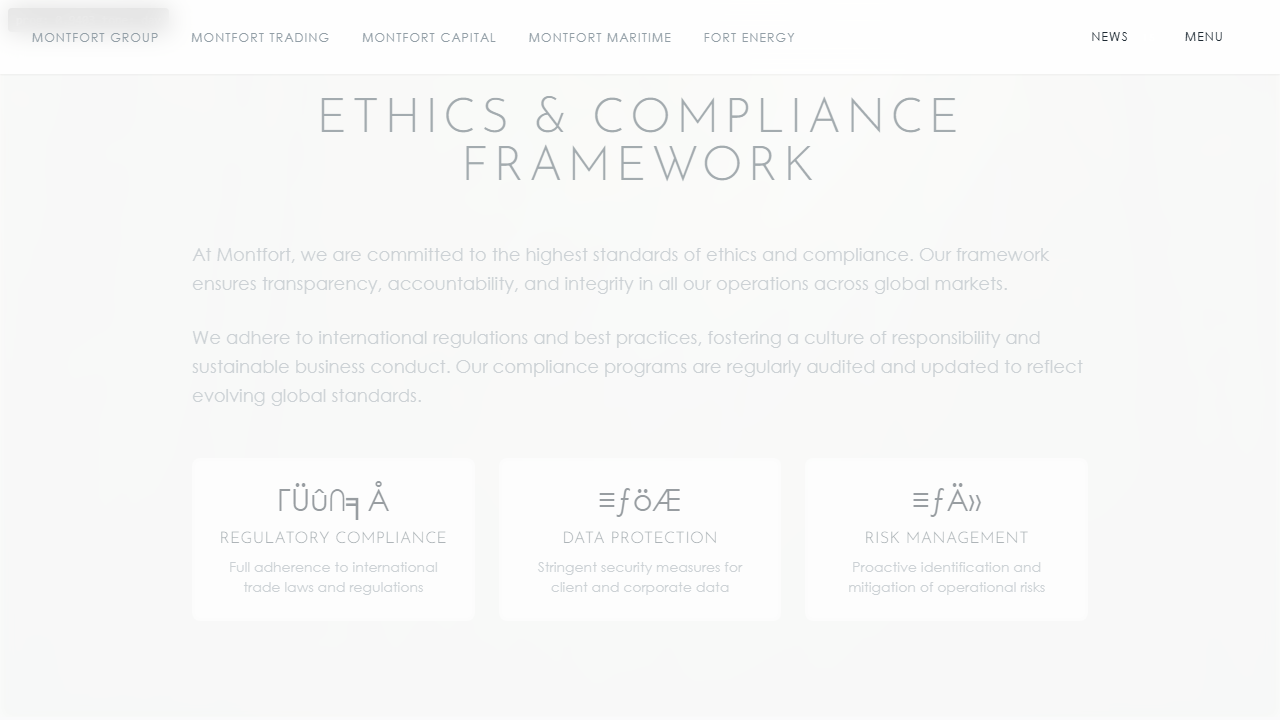 MONTFORT GROUP MONTFORT TRADING MONTFORT CAPITAL MONTFORT MARITIME FORT ENERGY NEWS MENU
ETHICS & COMPLIANCE
FRAMEWORK
At Montfort, we are committed to the highest standards of ethics and compliance. Our framework
ensures transparency, accountability, and integrity in all our operations across global markets.
We adhere to international regulations and best practices, fostering a culture of responsibility and
sustainable business conduct. Our compliance programs are regularly audited and updated to reflect
evolving global standards.
ΓÜû∩╕Å
REGULATORY COMPLIANCE
Full adherence to international
trade laws and regulations
≡ƒöÆ
DATA PROTECTION
Stringent security measures for
client and corporate data
≡ƒÄ»
RISK MANAGEMENT
Proactive identification and
mitigation of operational risks